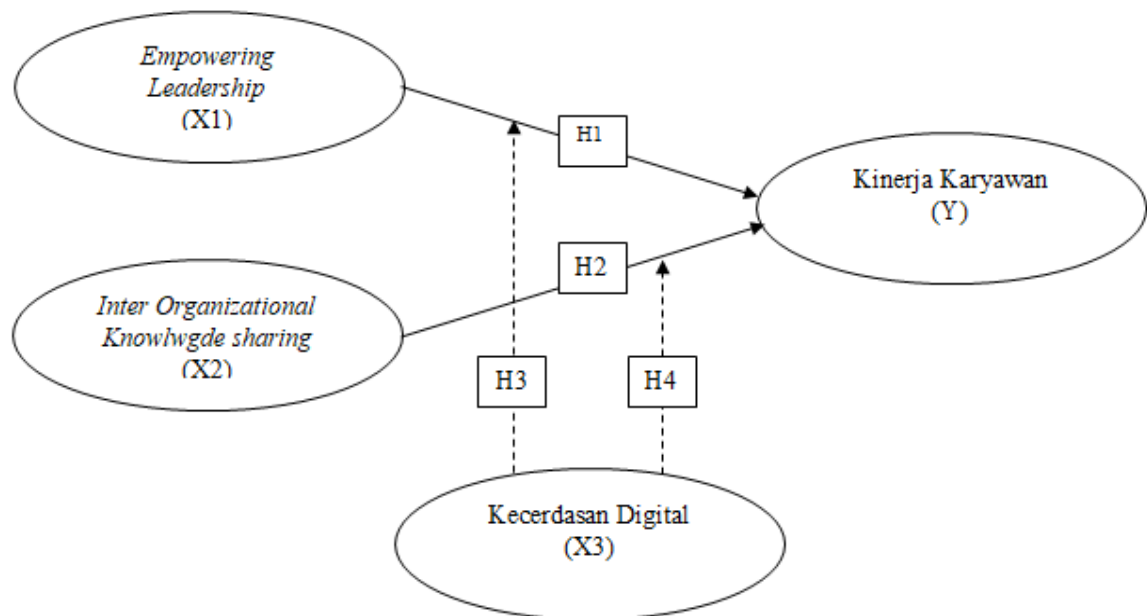 Empowering
Leadership
(X1)
H1
Kinerja Karyawan
(Y)
H2
Inter Organizational
Knowlwgde sharing
(X2)
H3
H4
Kecerdasan Digital
(X3)